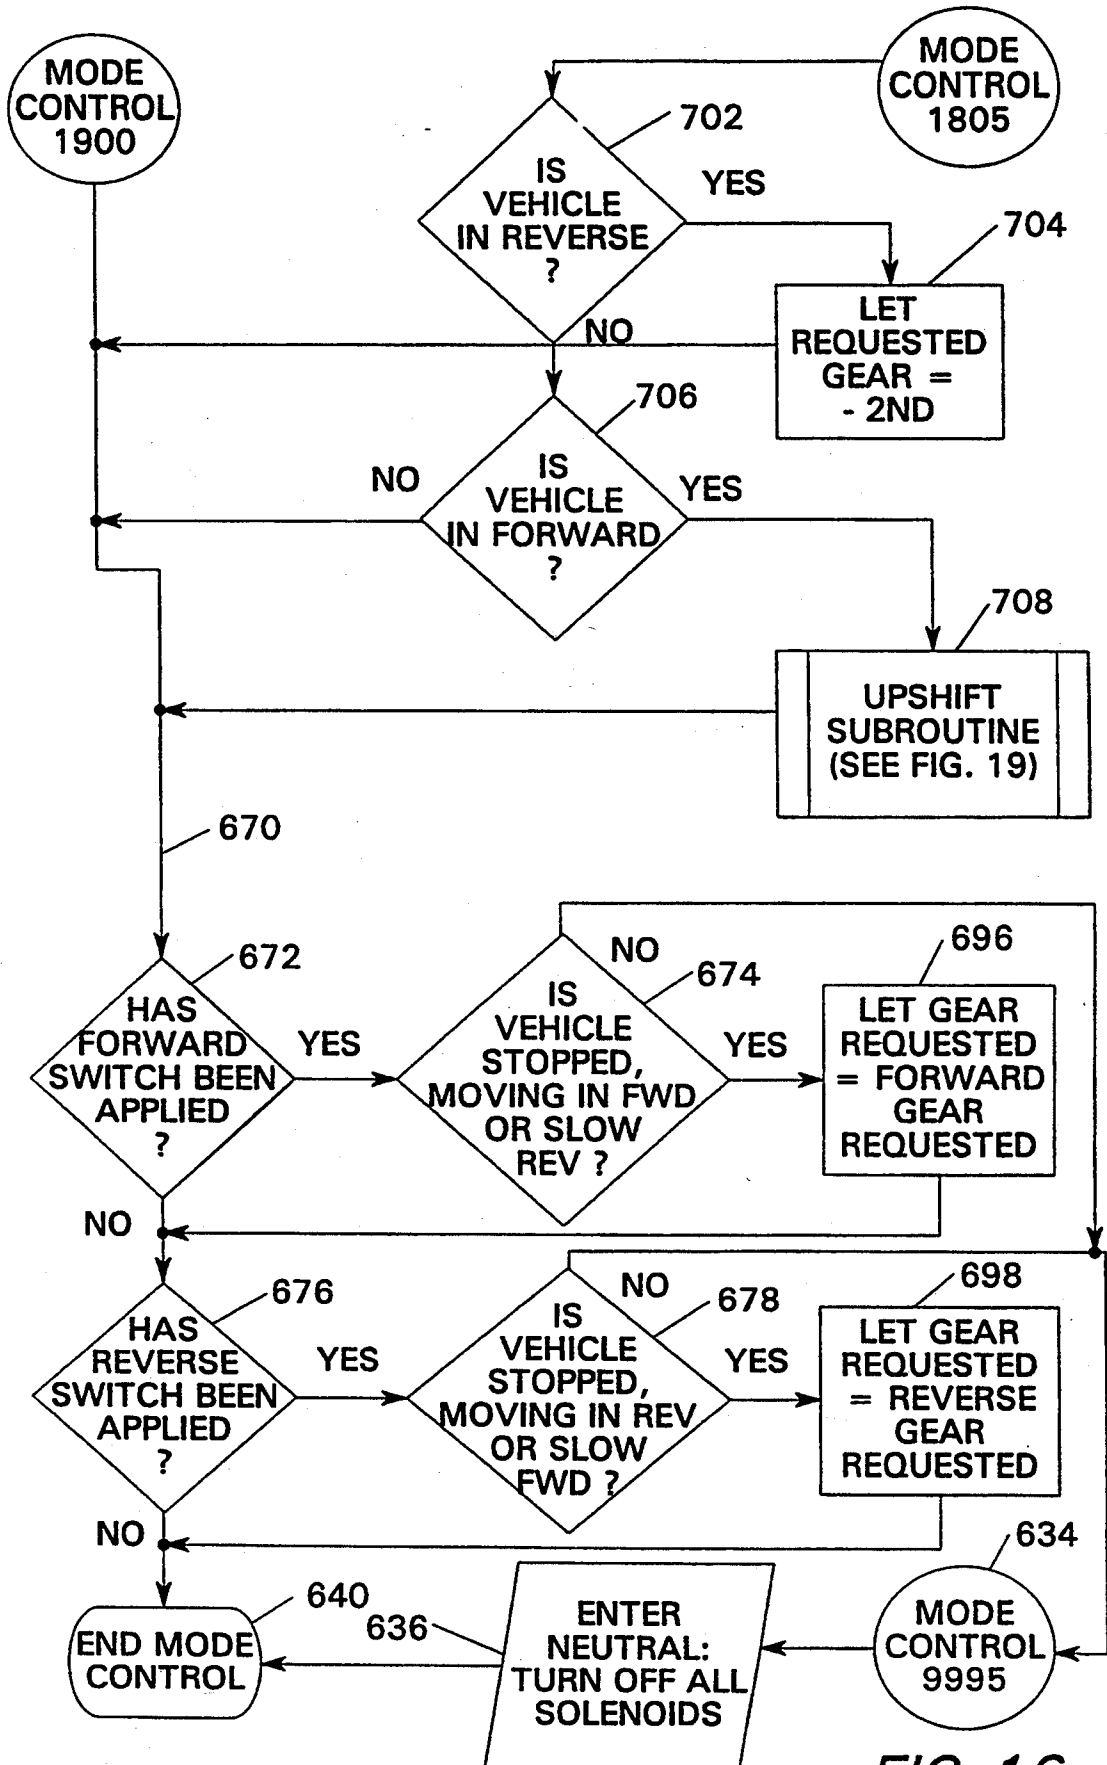 MODE
CONTROL
1900
MODE
CONTROL
1805
702
IS
VEHICLE
IN REVERSE
?
YES
704
LET
REQUESTED
GEAR =
- 2ND
NO
706
IS
VEHICLE
IN FORWARD
?
NO
YES
708
UPSHIFT
SUBROUTINE
(SEE FIG. 19)
670
672
HAS
FORWARD
SWITCH BEEN
APPLIED
?
YES
NO
674
IS
VEHICLE
STOPPED,
MOVING IN FWD
OR SLOW
REV ?
YES
696
LET GEAR
REQUESTED
= FORWARD
GEAR
REQUESTED
NO
676
HAS
REVERSE
SWITCH BEEN
APPLIED
?
YES
NO
678
IS
VEHICLE
STOPPED,
MOVING IN REV
OR SLOW
FWD ?
YES
698
LET GEAR
REQUESTED
= REVERSE
GEAR
REQUESTED
NO
640
END MODE
CONTROL
636
ENTER
NEUTRAL:
TURN OFF ALL
SOLENOIDS
634
MODE
CONTROL
9995